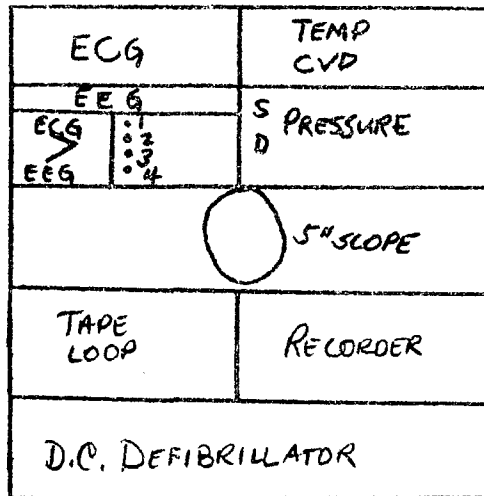 ECG
TEMP
CVD
EEG
ECG
EEG
1
2
3
4
S
D
PRESSURE
5" SCOPE
TAPE
LOOP
RECORDER
D.C. DEFIBRILLATOR